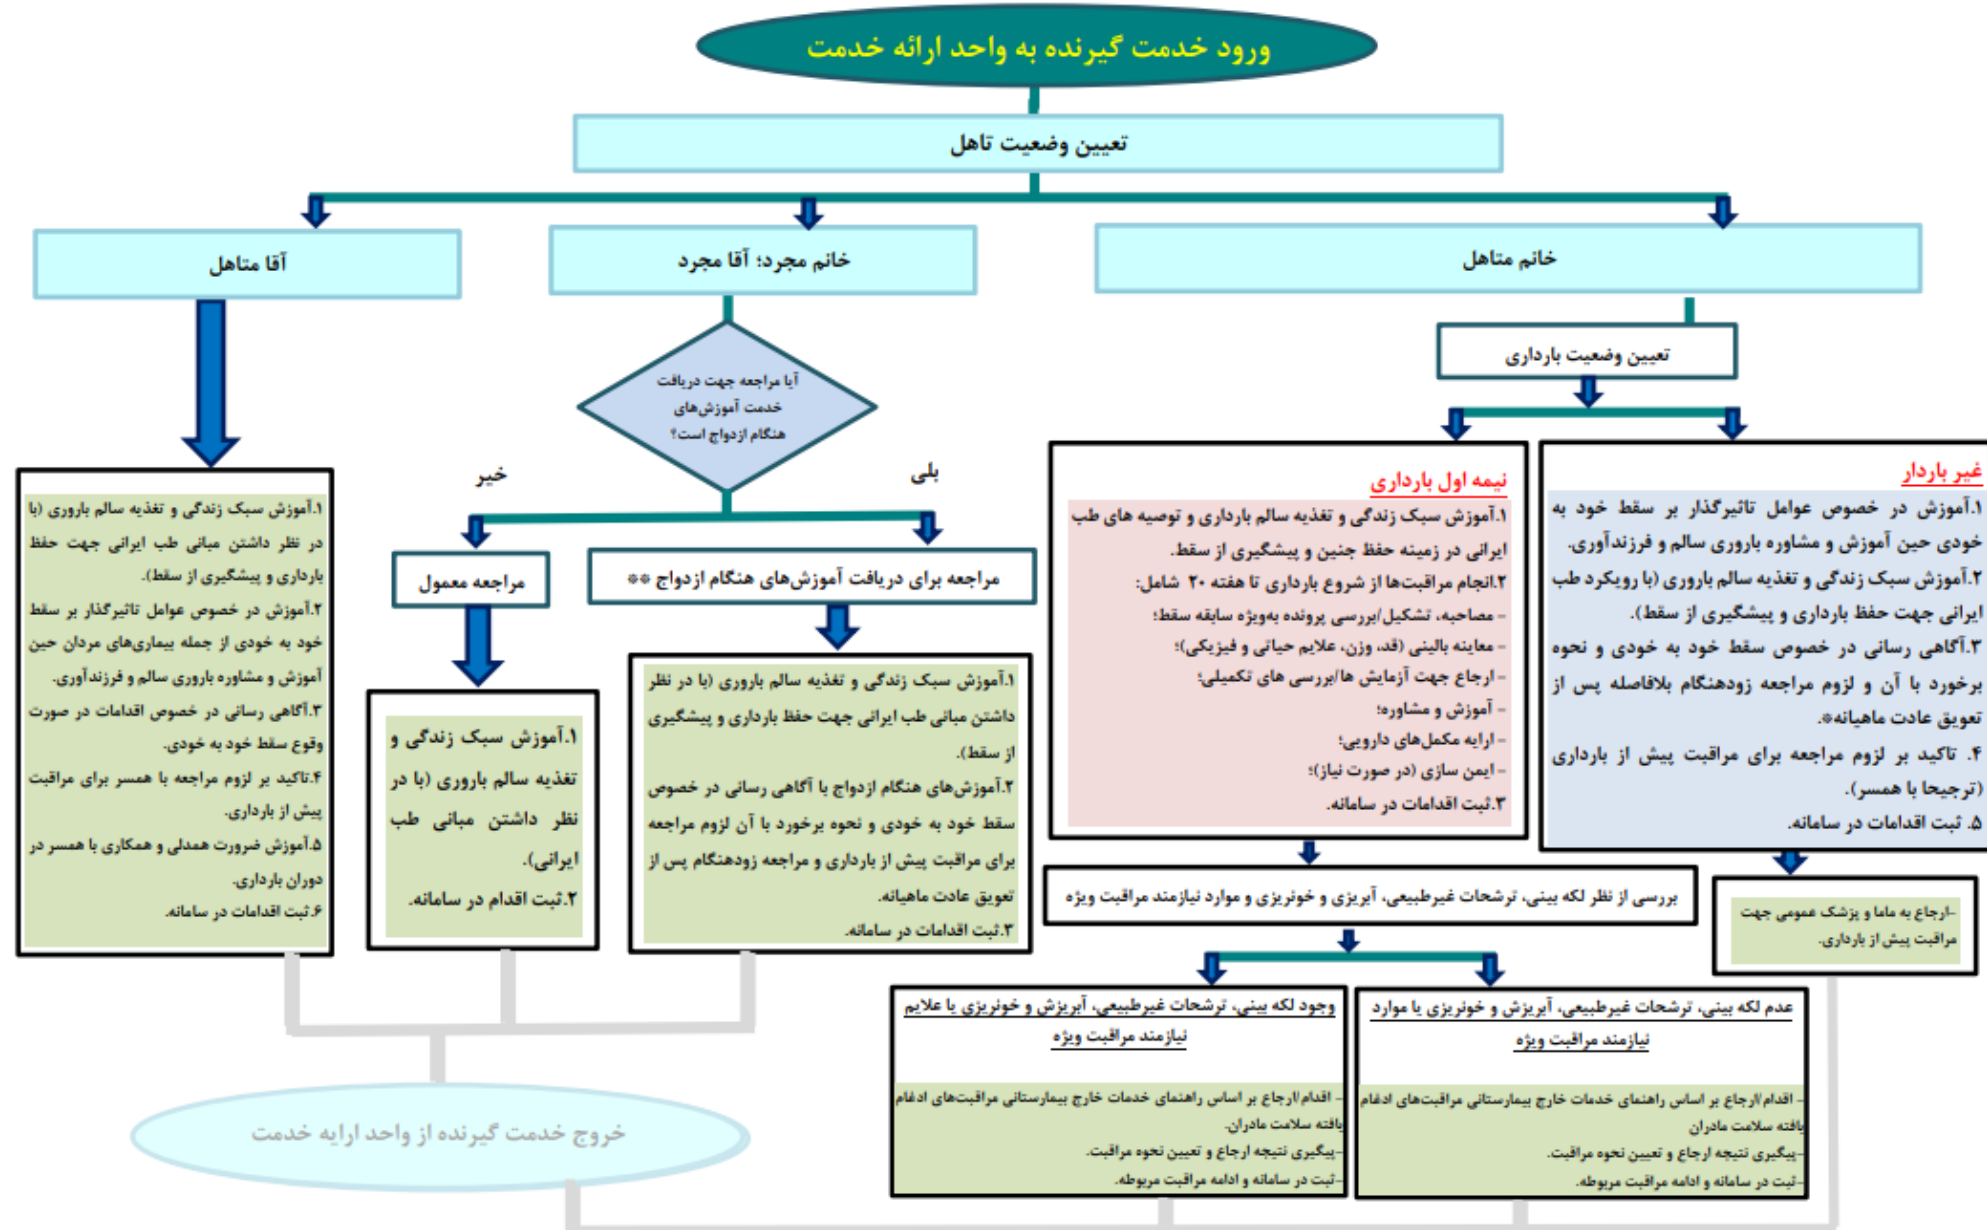 ورود خدمت گیرنده به واحد ارائه خدمت
تعیین وضعیت تاهل
خانم متاهل
خانم مجرد؛ آقا مجرد
آقا متاهل
تعیین وضعیت بارداری
غیر باردار
۱.آموزش در خصوص عوامل تاثیرگذار بر سقط خود به
خودی حین آموزش و مشاوره باروری سالم و فرزندآوری.
۲.آموزش سبک زندگی و تغذیه سالم باروری (با رویکرد طب
ایرانی جهت حفظ بارداری و پیشگیری از سقط).
۳.آگاهی رسانی در خصوص سقط خود به خودی و نحوه
برخورد با آن و لزوم مراجعه زودهنگام بلافاصله پس از
تعویق عادت ماهیانه*.
۴. تاکید بر لزوم مراجعه برای مراقبت پیش از بارداری
(ترجیحا با همسر).
۵. ثبت اقدامات در سامانه.
-ارجاع به ماما و پزشک عمومی جهت
مراقبت پیش از بارداری.
نیمه اول بارداری
۱.آموزش سبک زندگی و تغذیه سالم بارداری و توصیه های طب
ایرانی در زمینه حفظ جنین و پیشگیری از سقط.
۲.انجام مراقبت‌ها از شروع بارداری تا هفته ۲۰ شامل:
- مصاحبه، تشکیل/بررسی پرونده به‌ویژه سابقه سقط؛
- معاینه بالینی (قد، وزن، علایم حیاتی و فیزیکی)؛
- ارجاع جهت آزمایش ها/بررسی های تکمیلی؛
- آموزش و مشاوره؛
- ارایه مکمل‌های دارویی؛
- ایمن سازی (در صورت نیاز)؛
۳.ثبت اقدامات در سامانه.
بررسی از نظر لکه بینی، ترشحات غیرطبیعی، آبریزی و خونریزی و موارد نیازمند مراقبت ویژه
عدم لکه بینی، ترشحات غیرطبیعی، آبریزش و خونریزی یا موارد
نیازمند مراقبت ویژه
- اقدام/ارجاع بر اساس راهنمای خدمات خارج بیمارستانی مراقبت‌های ادغام
یافته سلامت مادران
-پیگیری نتیجه ارجاع و تعیین نحوه مراقبت.
-ثبت در سامانه و ادامه مراقبت مربوطه.
وجود لکه بینی، ترشحات غیرطبیعی، آبریزش و خونریزی یا علایم
نیازمند مراقبت ویژه
- اقدام/ارجاع بر اساس راهنمای خدمات خارج بیمارستانی مراقبت‌های ادغام
یافته سلامت مادران.
-پیگیری نتیجه ارجاع و تعیین نحوه مراقبت.
-ثبت در سامانه و ادامه مراقبت مربوطه.
آیا مراجعه جهت دریافت
خدمت آموزش‌های
هنگام ازدواج است؟
بلی
خیر
مراجعه برای دریافت آموزش‌های هنگام ازدواج **
۱.آموزش سبک زندگی و تغذیه سالم باروری (با در نظر
داشتن مبانی طب ایرانی جهت حفظ بارداری و پیشگیری
از سقط).
۲.آموزش‌های هنگام ازدواج با آگاهی رسانی در خصوص
سقط خود به خودی و نحوه برخورد با آن لزوم مراجعه
برای مراقبت پیش از بارداری و مراجعه زودهنگام پس از
تعویق عادت ماهیانه.
۳.ثبت اقدامات در سامانه.
مراجعه معمول
۱.آموزش سبک زندگی و
تغذیه سالم باروری (با در
نظر داشتن مبانی طب
ایرانی).
۲.ثبت اقدام در سامانه.
۱.آموزش سبک زندگی و تغذیه سالم باروری (با
در نظر داشتن مبانی طب ایرانی جهت حفظ
بارداری و پیشگیری از سقط).
۲.آموزش در خصوص عوامل تاثیرگذار بر سقط
خود به خودی از جمله بیماری‌های مردان حین
آموزش و مشاوره باروری سالم و فرزندآوری.
۳.آگاهی رسانی در خصوص اقدامات در صورت
وقوع سقط خود به خودی.
۴.تاکید بر لزوم مراجعه با همسر برای مراقبت
پیش از بارداری.
۵.آموزش ضرورت همدلی و همکاری با همسر در
دوران بارداری.
۶.ثبت اقدامات در سامانه.
خروج خدمت گیرنده از واحد ارایه خدمت